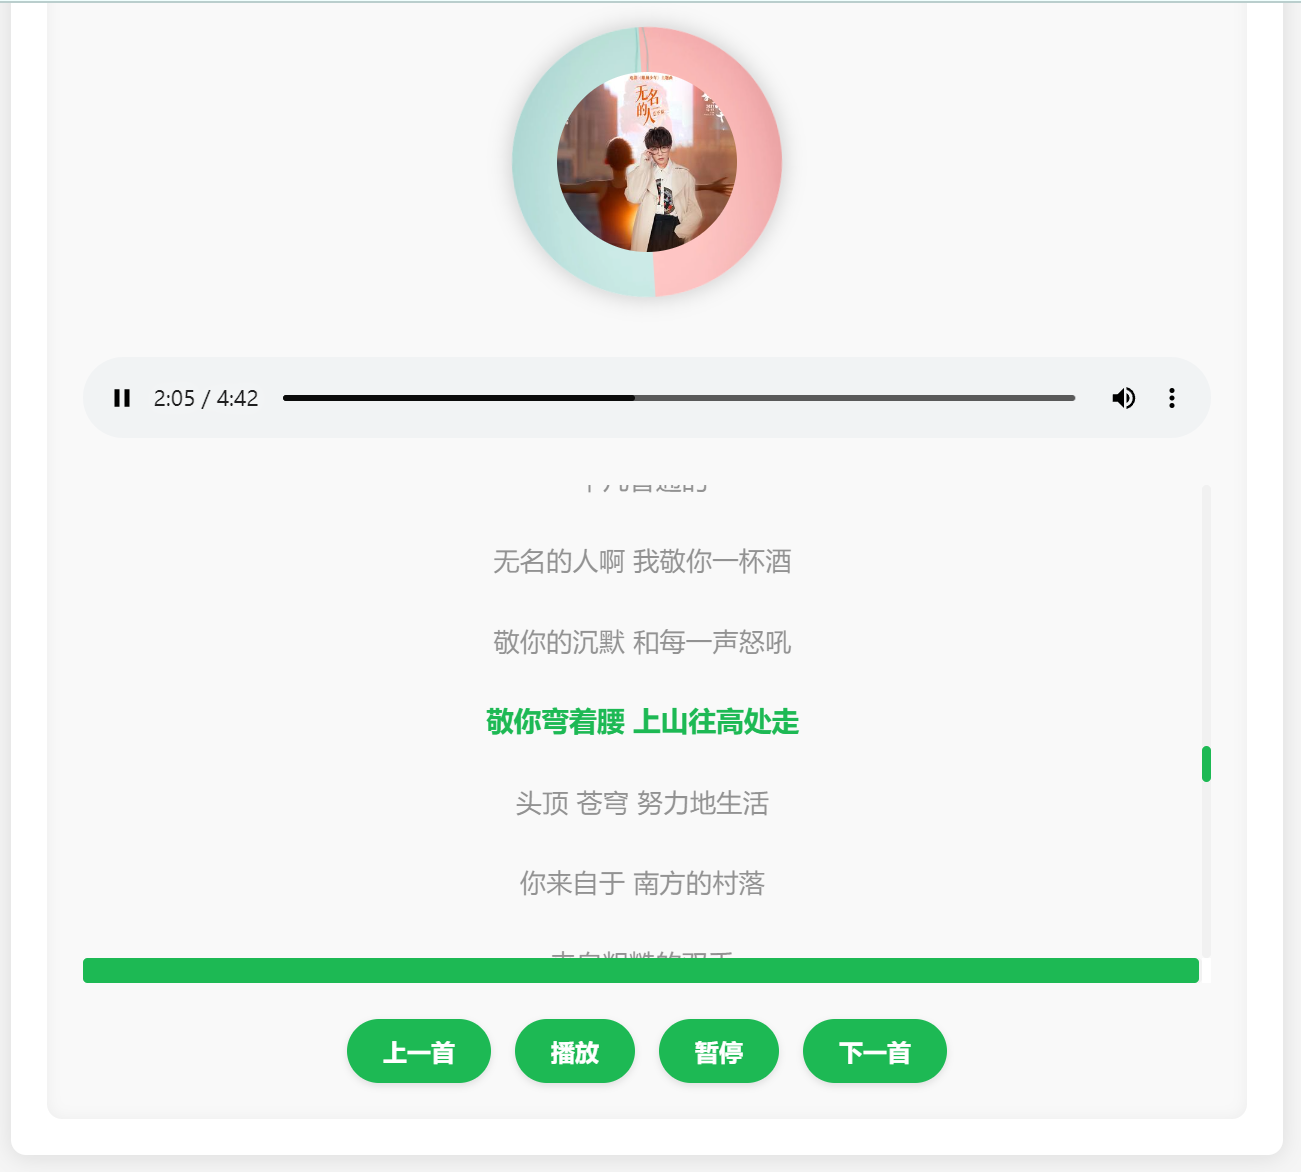 无名
的人
2:05 / 4:42
无名的人啊 我敬你一杯酒
敬你的沉默 和每一声怒吼
敬你弯着腰 上山往高处走
头顶 苍穹 努力地生活
你来自于 南方的村落
上一首
播放
暂停
下一首